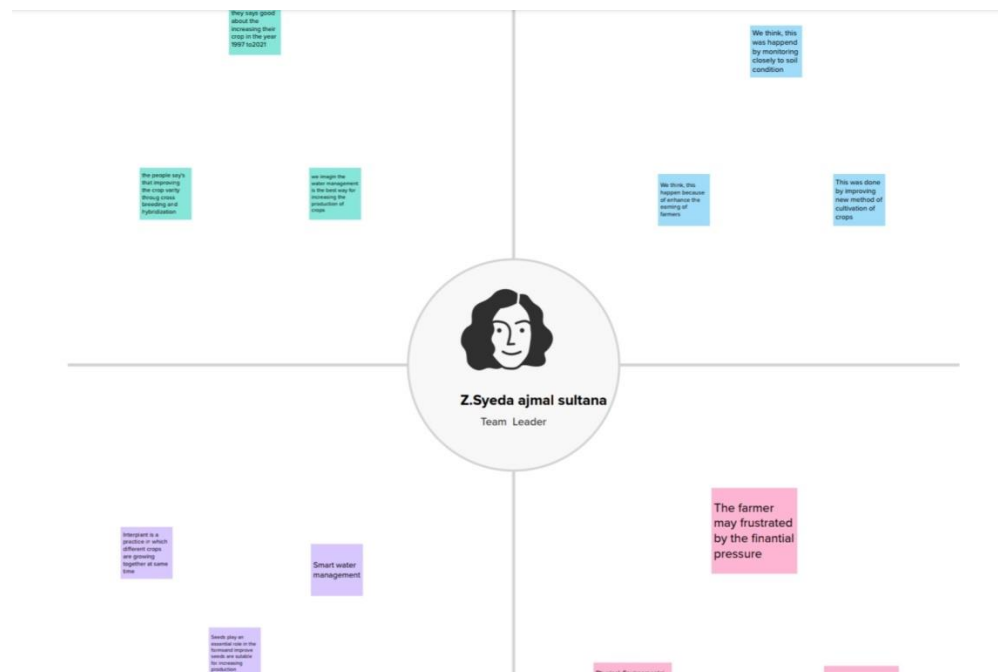 they says good
about the
increasing their
crop in the year
1997 to2021
We think, this
was happend
by monitoring
closely to soil
condition
the people say's
that improving
the crop verity
throug cross
breeding and
hybridization
we imagin the
water management
is the best way for
increasing the
production of
crops
We think, this
happen because
of enhance the
earning of
farmers
This was done
by improving
new method of
cultivation of
crops
Z.Syeda ajmal sultana
Team Leader
The farmer
may frustrated
by the finantial
pressure
Interplant is a
practice in which
different crops
are growing
together at same
time
Smart water
management
Seeds play an
essential role in the
and improve
seeds are sutable
for increasing
production